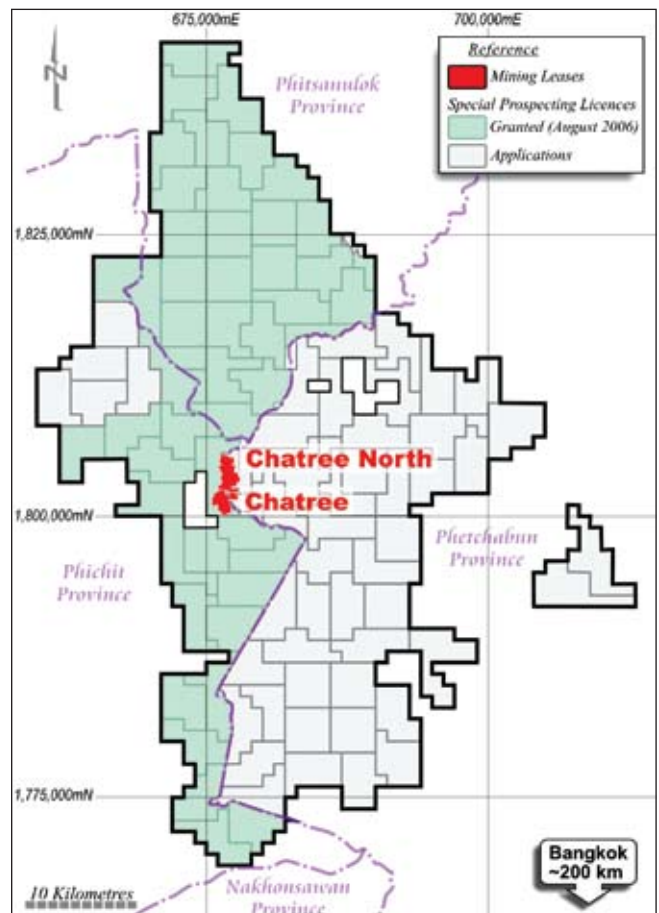 675,000mE
700,000mE
Reference
Mining Leases
Special Prospecting Licences
Granted (August 2006)
Applications
N
Phitsanulok
Province
1,825,000mN
Chatree North
Chatree
1,800,000mN
Phetchabun
Province
Phichit
Province
1,775,000mN
Bangkok
~200 km
10 Kilometres
Nakhonsawan
Province